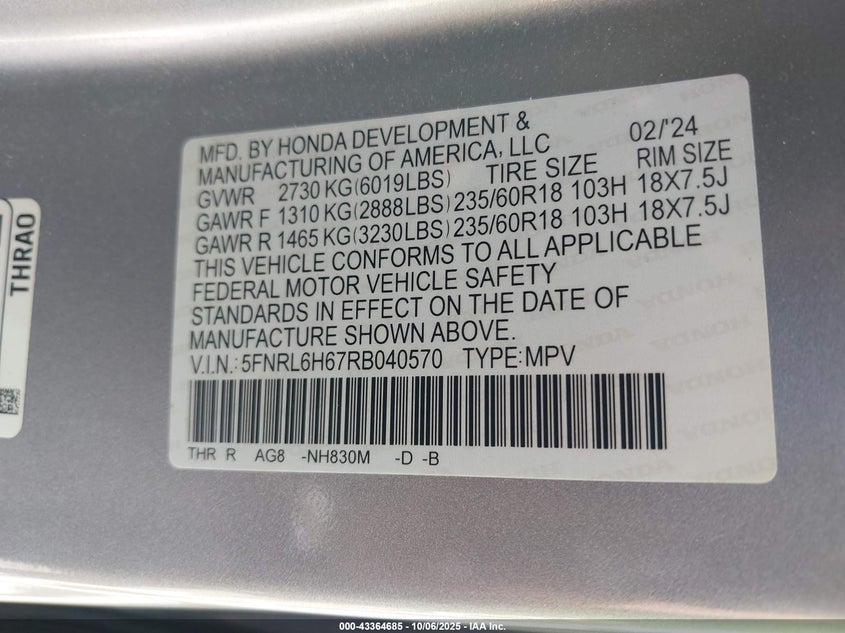 MFD. BY HONDA DEVELOPMENT &
MANUFACTURING OF AMERICA, LLC 02/'24
GVWR 2730 KG(6019LBS) TIRE SIZE RIM SIZE
GAWR F 1310 KG(2888LBS) 235/60R18 103H 18X7.5J
GAWR R 1465 KG(3230LBS) 235/60R18 103H 18X7.5J
THIS VEHICLE CONFORMS TO ALL APPLICABLE
FEDERAL MOTOR VEHICLE SAFETY
STANDARDS IN EFFECT ON THE DATE OF
MANUFACTURE SHOWN ABOVE.
V.I.N.: 5FNRL6H67RB040570 TYPE:MPV
THR R AG8 -NH830M -D -B
THRA0
000-43364685 - 10/06/2025 - IAA Inc.